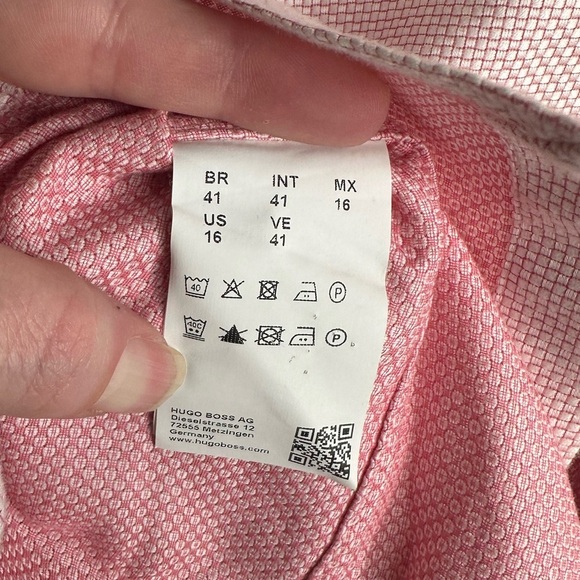 BR INT MX
41 41 16
US VE
16 41
40 P
40C P
HUGO BOSS AG
Dieselstrasse 12
72555 Metzingen
Germany
www.hugoboss.com